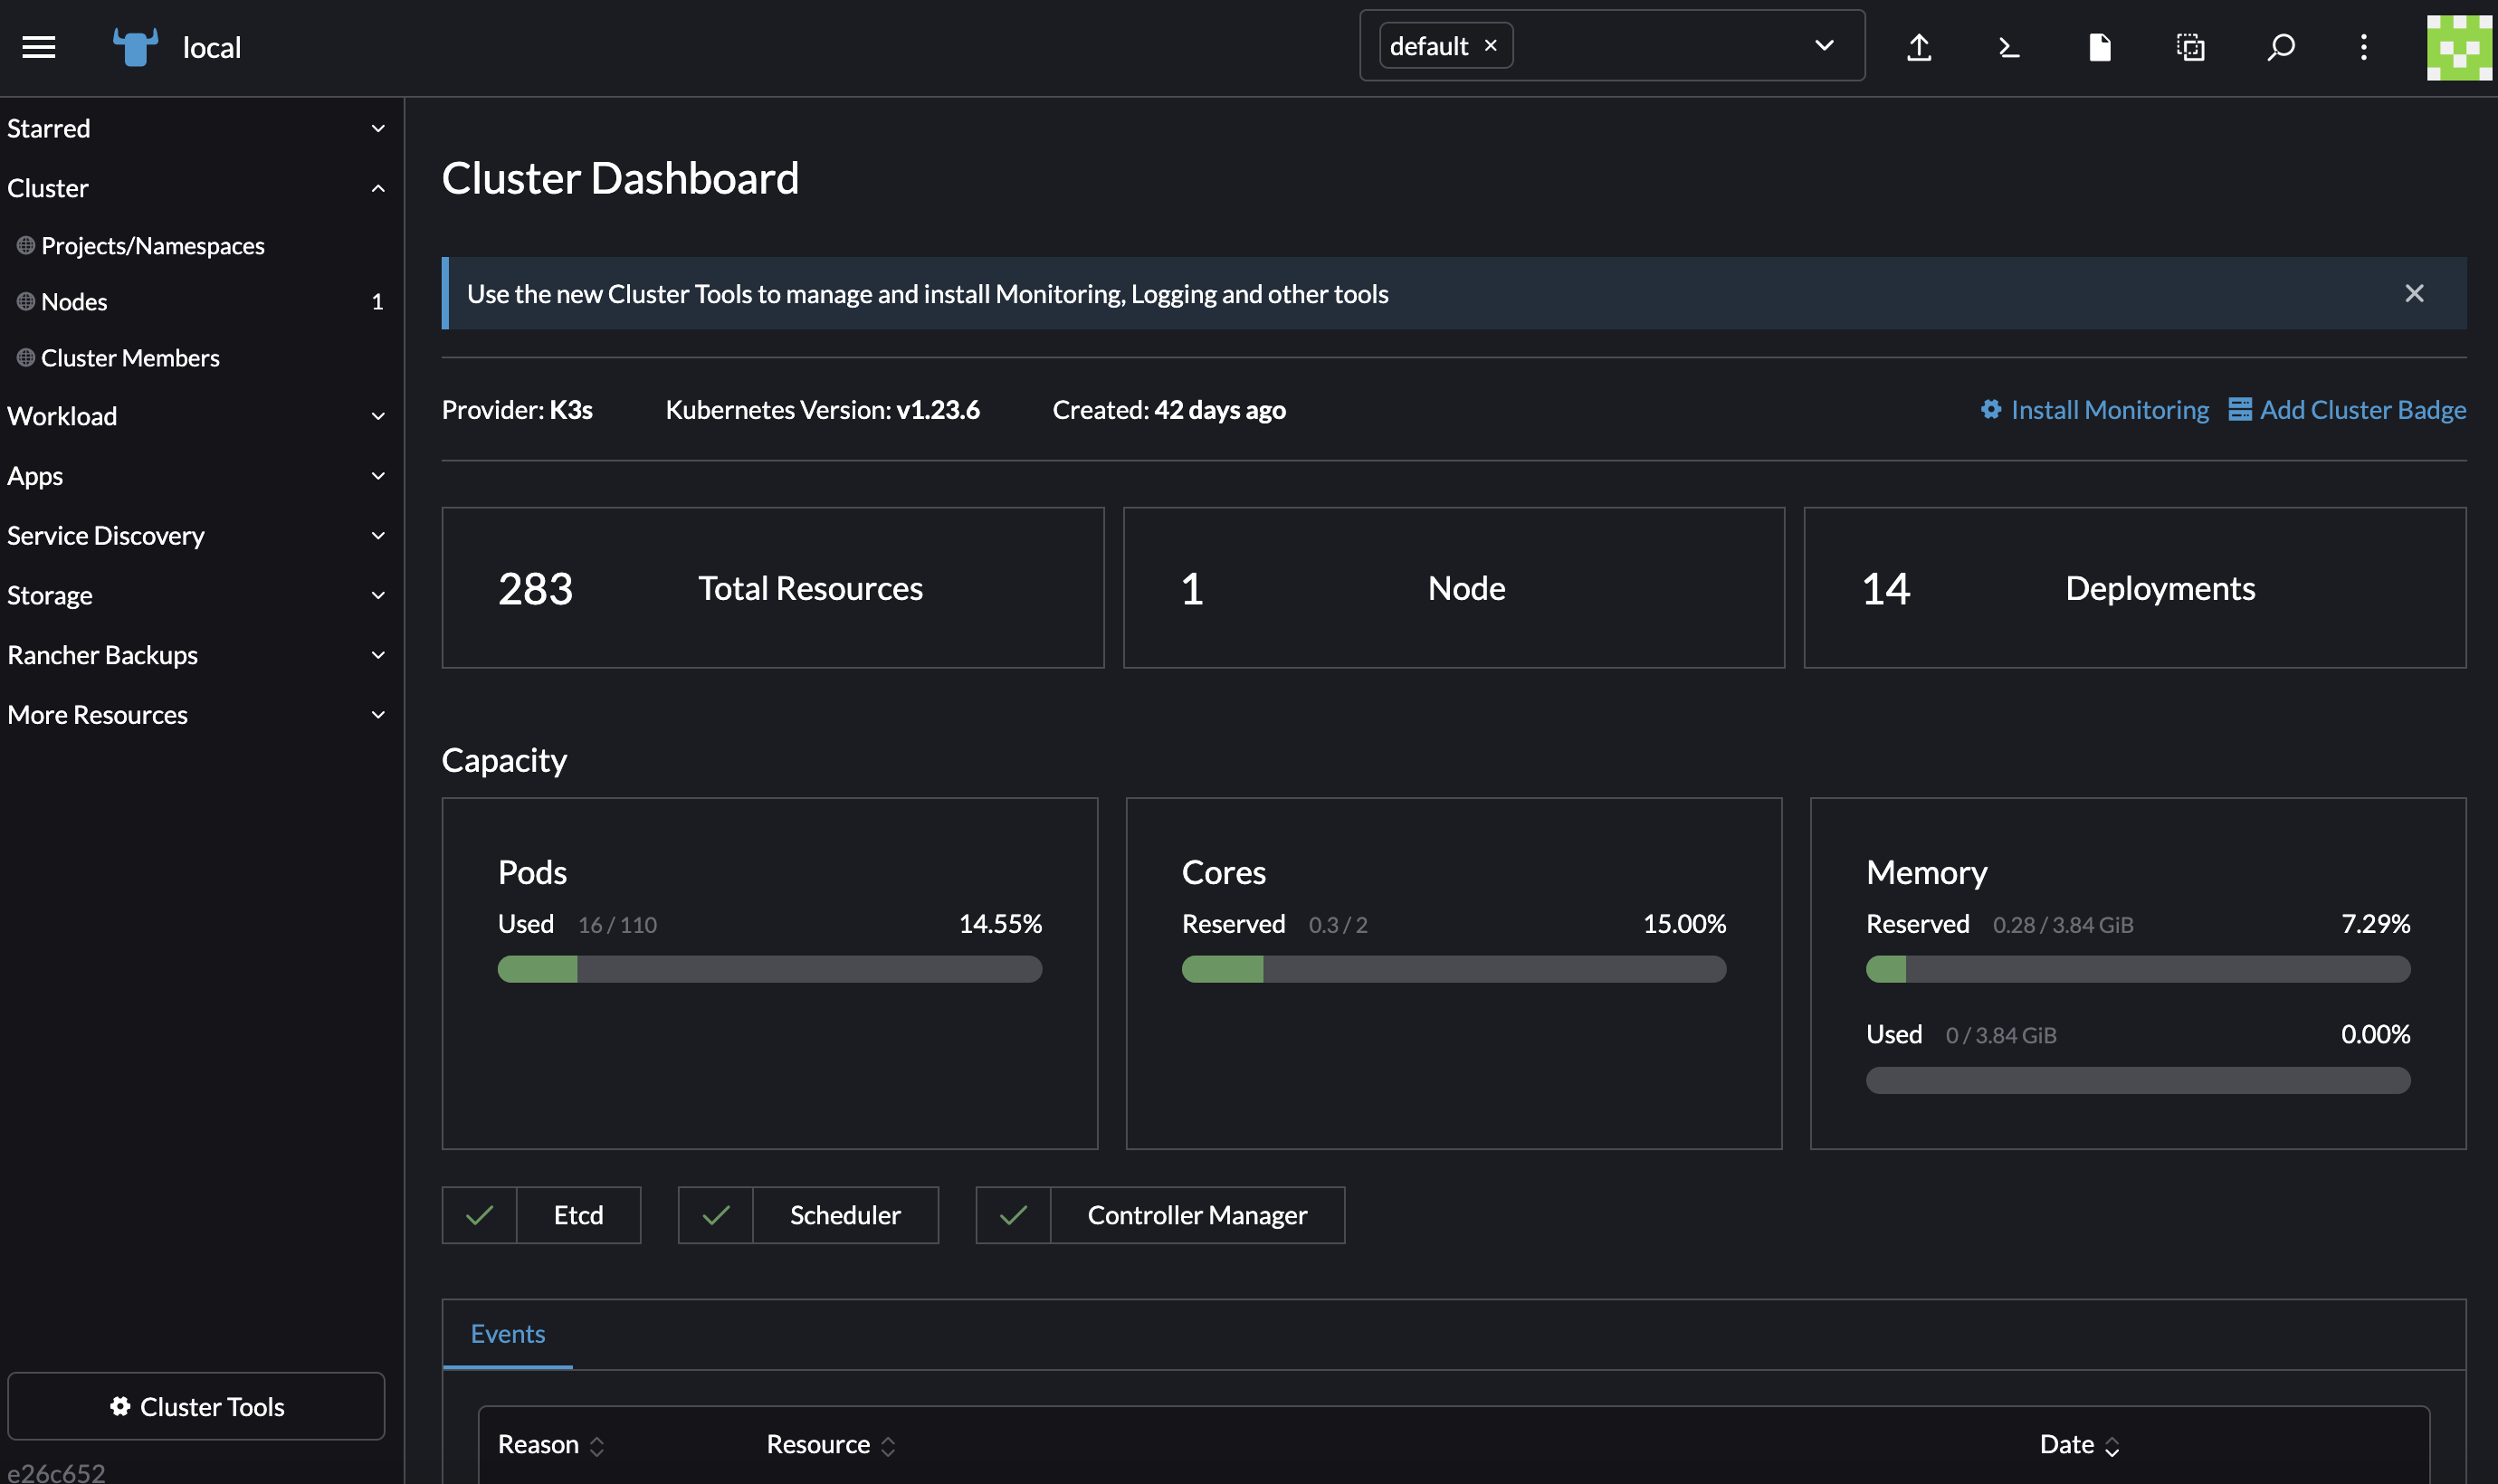 local
default
Starred
Cluster
Projects/Namespaces
Nodes 1
Cluster Members
Workload
Apps
Service Discovery
Storage
Rancher Backups
More Resources
Cluster Tools
e26c652
Cluster Dashboard
Use the new Cluster Tools to manage and install Monitoring, Logging and other tools
Provider: K3s Kubernetes Version: v1.23.6 Created: 42 days ago Install Monitoring Add Cluster Badge
283 Total Resources
1 Node
14 Deployments
Capacity
Pods
Used 16 / 110 14.55%
Cores
Reserved 0.3 / 2 15.00%
Memory
Reserved 0.28 / 3.84 GiB 7.29%
Used 0 / 3.84 GiB 0.00%
Etcd
Scheduler
Controller Manager
Events
Reason Resource Date